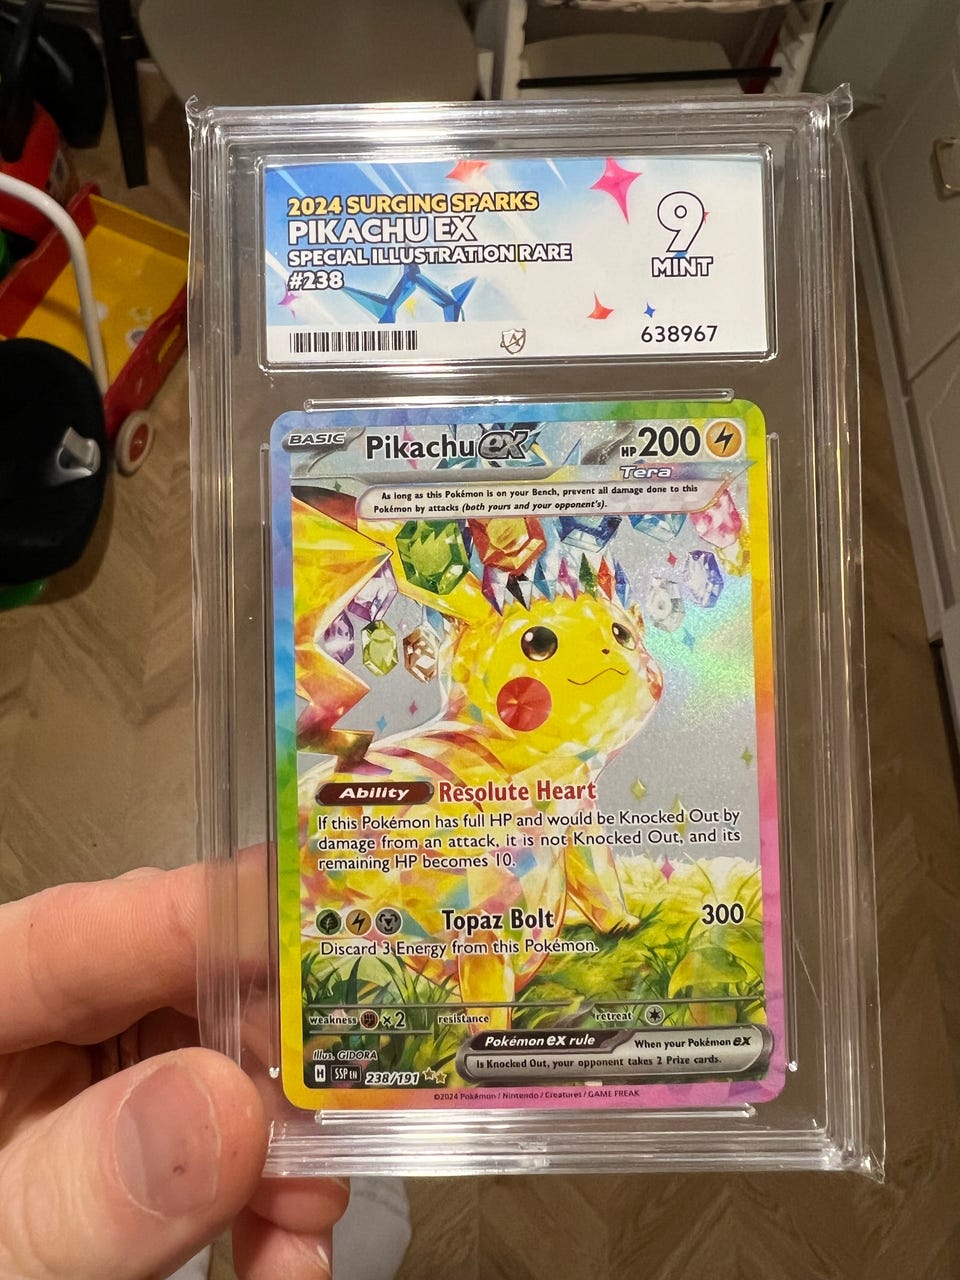 2024 SURGING SPARKS
PIKACHU EX
SPECIAL ILLUSTRATION RARE
#238
9
MINT
638967
BASIC
Pikachu ex
HP 200
Tera
As long as this Pokémon is on your Bench, prevent all damage done to this
Pokémon by attacks (both yours and your opponent's).
Ability Resolute Heart
If this Pokémon has full HP and would be Knocked Out by
damage from an attack, it is not Knocked Out, and its
remaining HP becomes 10.
Topaz Bolt 300
Discard 3 Energy from this Pokémon.
weakness ×2 resistance retreat
Pokémon ex rule When your Pokémon ex
is Knocked Out, your opponent takes 2 Prize cards.
Illus. GIDORA
H SSP EN 238/191
©2024 Pokémon / Nintendo / Creatures / GAME FREAK